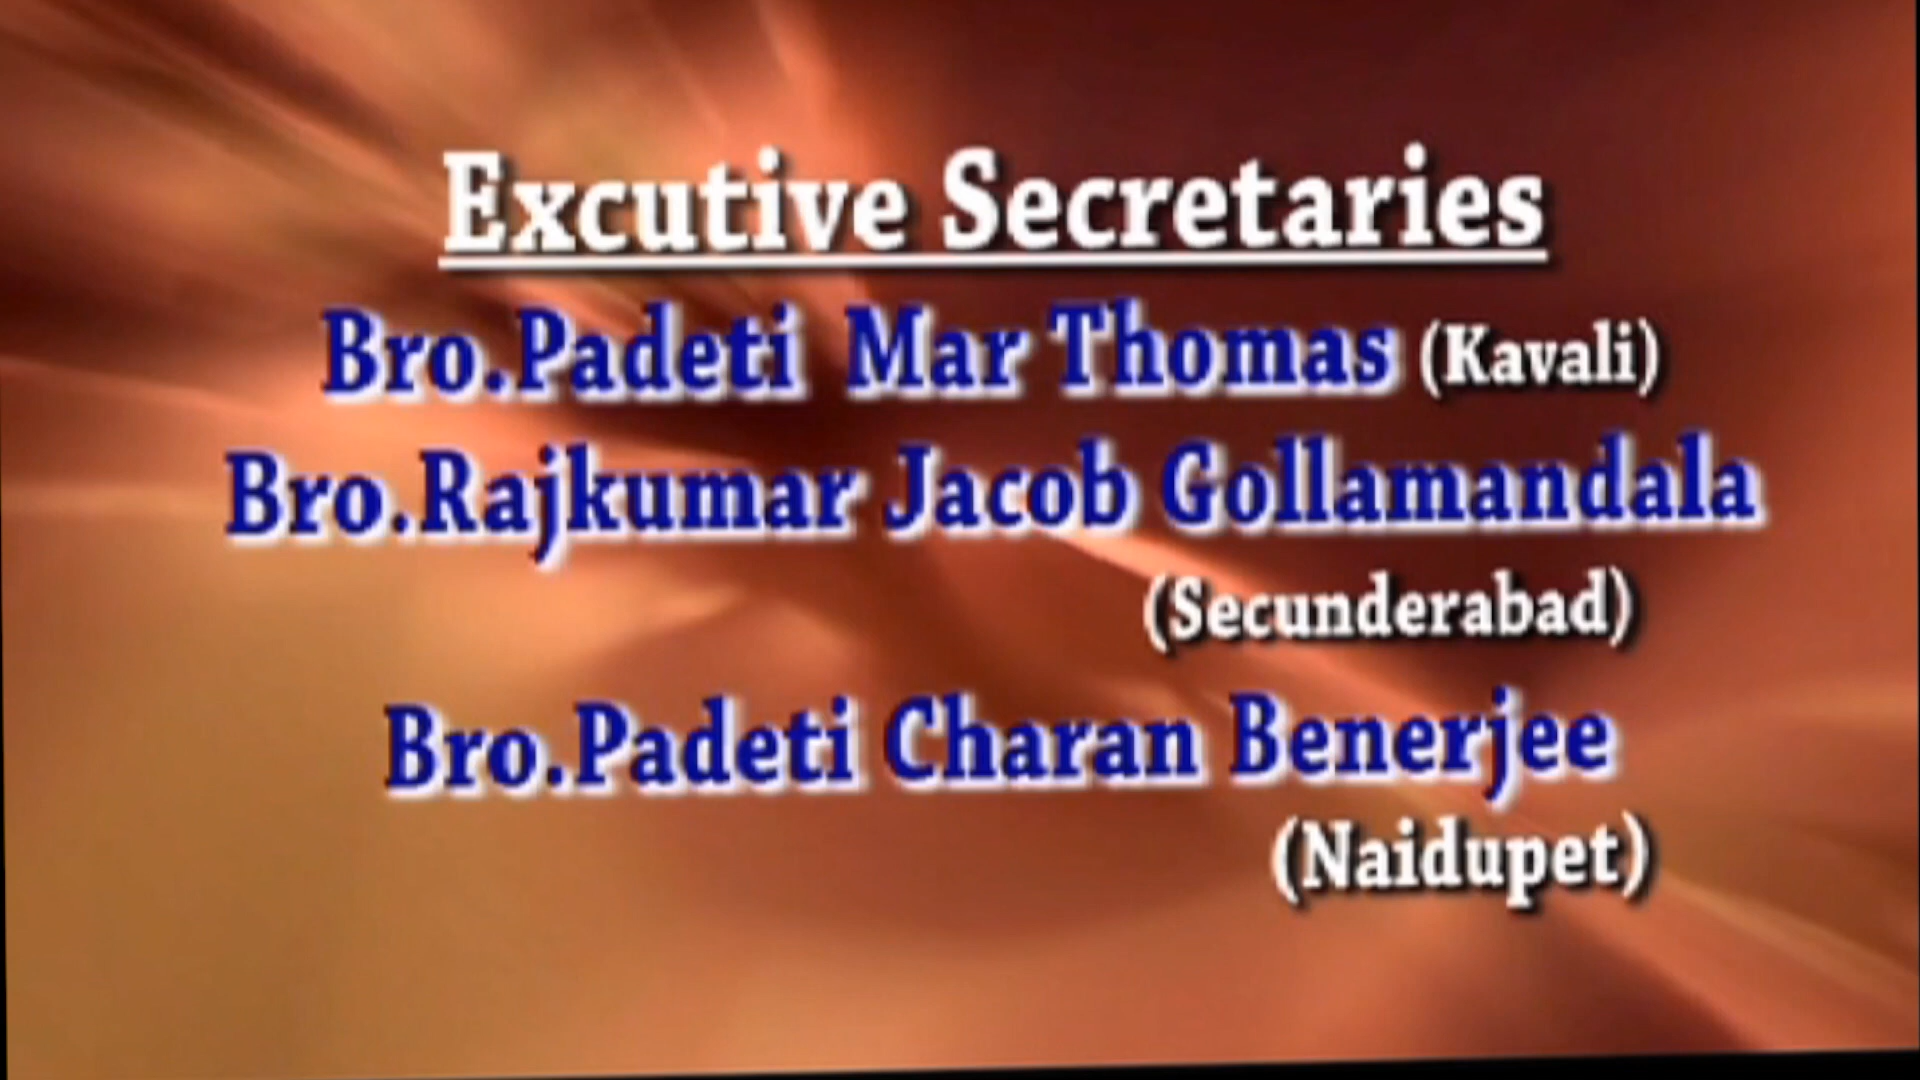 Excutive Secretaries
Bro.Padeti Mar Thomas (Kavali)
Bro.Rajkumar Jacob Gollamandala
(Secunderabad)
Bro.Padeti Charan Benerjee
(Naidupet)